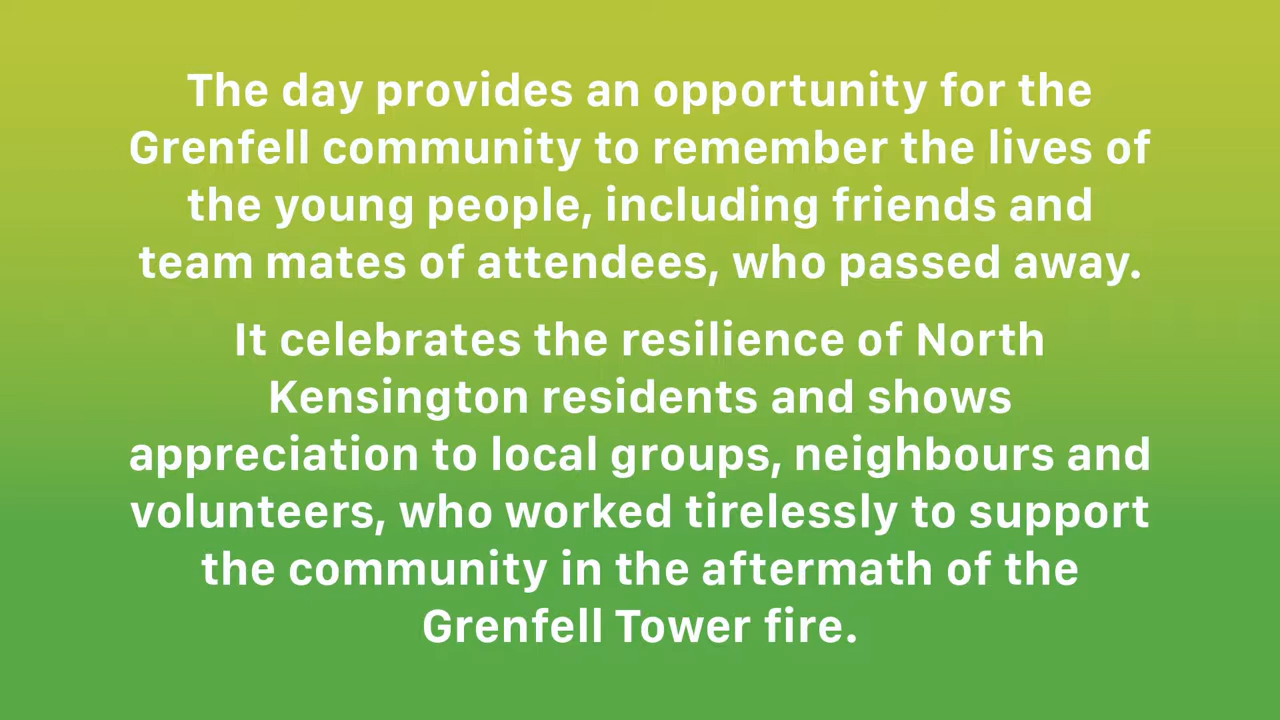 The day provides an opportunity for the
Grenfell community to remember the lives of
the young people, including friends and
team mates of attendees, who passed away.
It celebrates the resilience of North
Kensington residents and shows
appreciation to local groups, neighbours and
volunteers, who worked tirelessly to support
the community in the aftermath of the
Grenfell Tower fire.